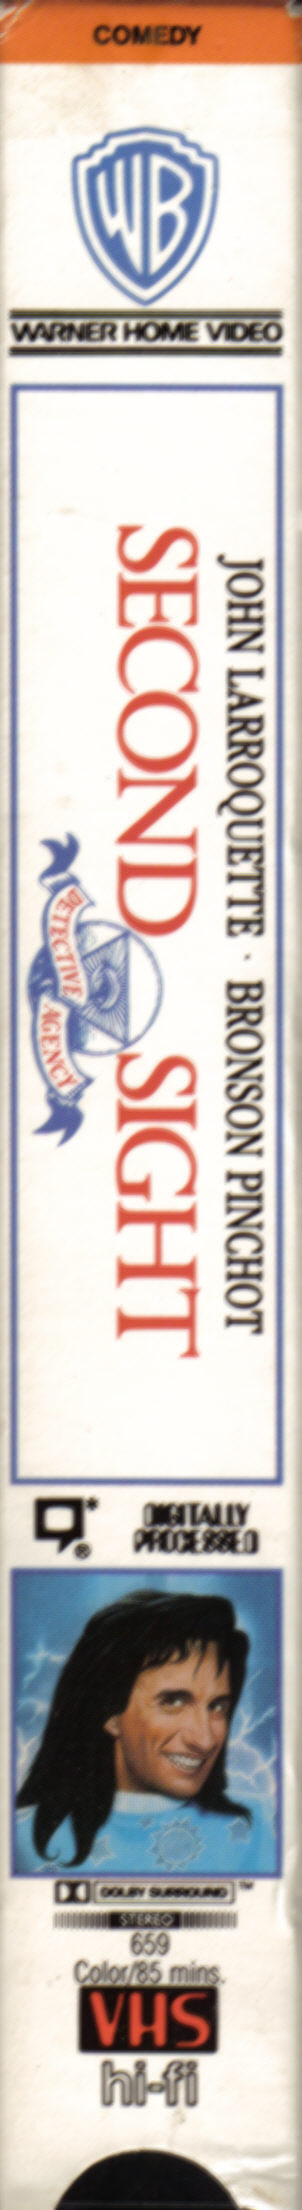 COMEDY
WB
WARNER HOME VIDEO
JOHN LARROQUETTE · BRONSON PINCHOT
SECOND SIGHT
DETECTIVE AGENCY
*
®
DIGITALLY
PROCESSED
DOLBY SURROUND ™
STEREO
659
Color/85 mins.
VHS
hi-fi